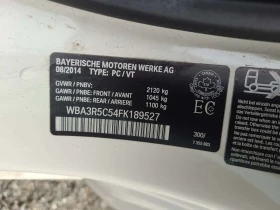 BAYERISCHE MOTOREN WERKE AG
08/2014 TYPE: PC / VT
GVWR / PNBV: 2120 kg
GAWR / PNBE: FRONT / AVANT 1045 kg
GAWR / PNBE: REAR / 1100 kg
WBA3R5C54FK189527
EC
300/